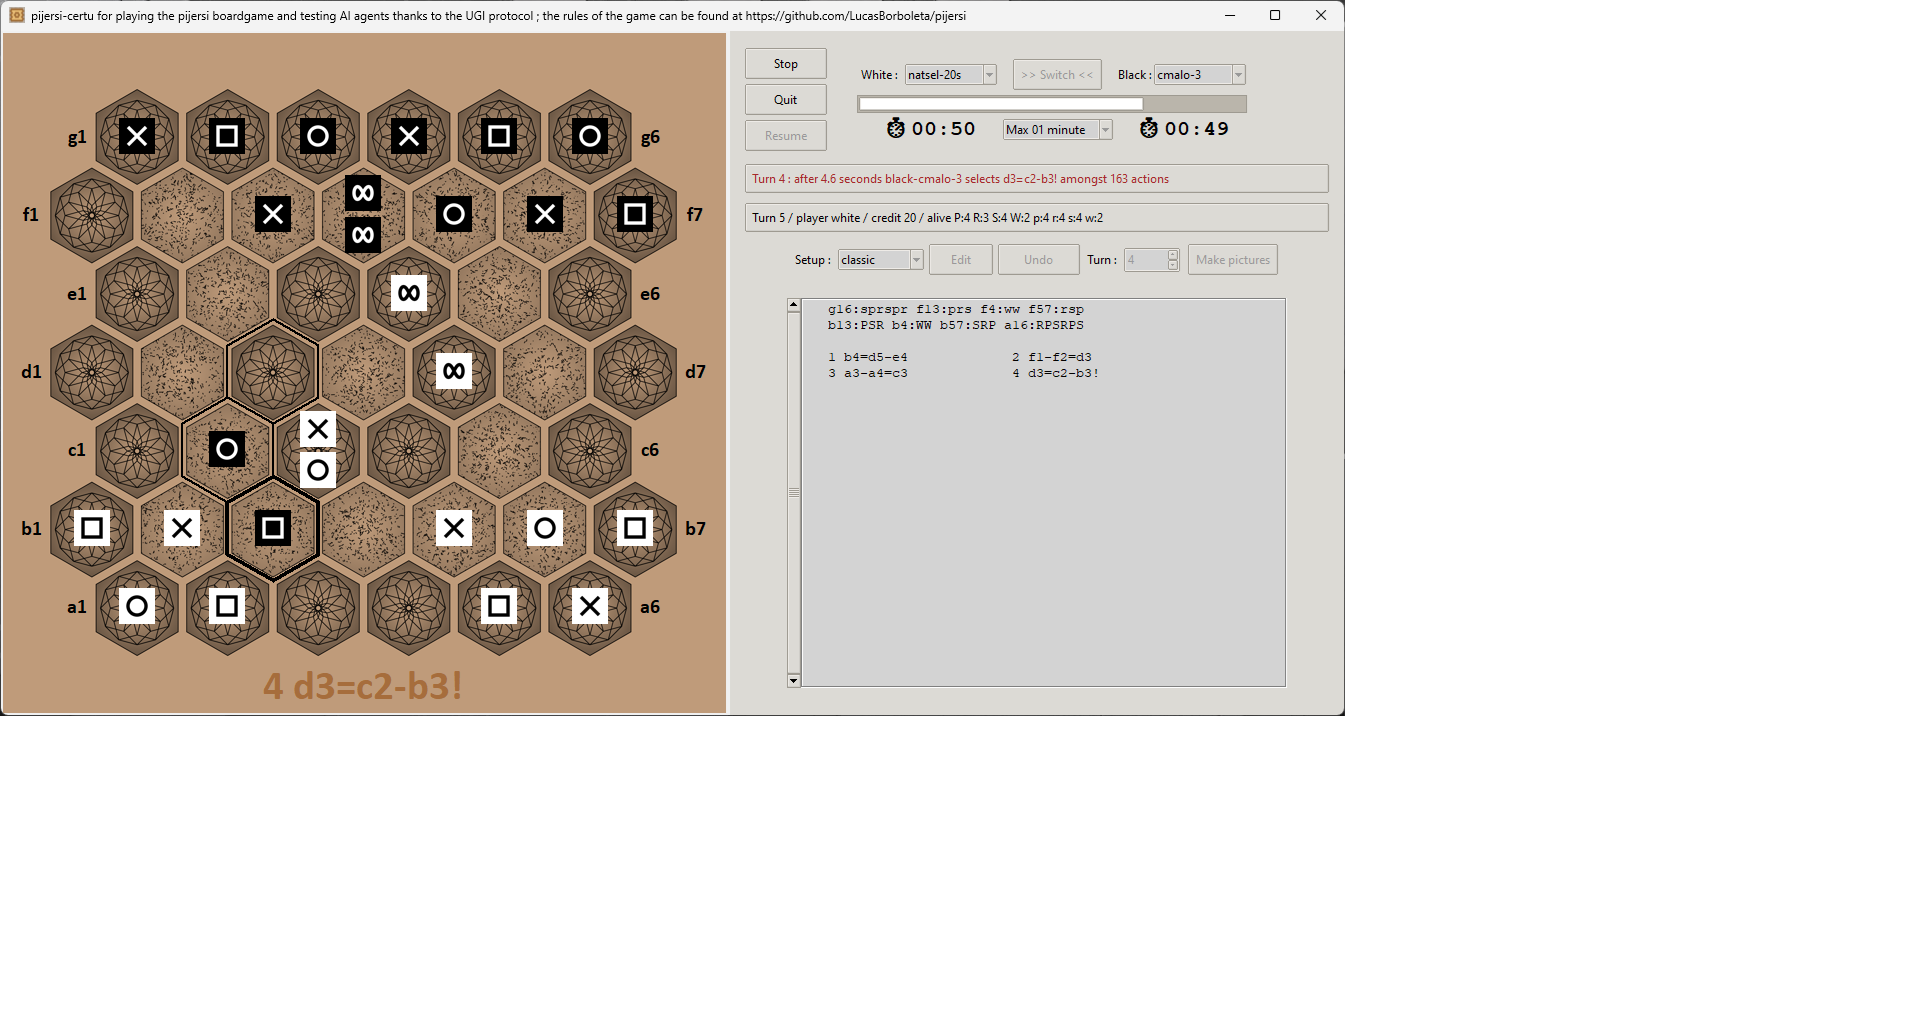 pijersi-certu for playing the pijersi boardgame and testing AI agents thanks to the UGI protocol ; the rules of the game can be found at https://github.com/LucasBorboleta/pijersi
Stop
White : natsel-20s >> Switch << Black : cmalo-3
Quit
00:50 Max 01 minute 00:49
Resume
Turn 4 : after 4.6 seconds black-cmalo-3 selects d3=c2-b3! amongst 163 actions
Turn 5 / player white / credit 20 / alive P:4 R:3 S:4 W:2 p:4 r:4 s:4 w:2
Setup : classic Edit Undo Turn : 4 Make pictures
g16:sprspr f13:prs f4:ww f57:rsp
b13:PSR b4:WW b57:SRP a16:RPSRPS
1 b4=d5-e4 2 f1-f2=d3
3 a3-a4=c3 4 d3=c2-b3!
g1 g6
f1 f7
e1 e6
d1 d7
c1 c6
b1 b7
a1 a6
4 d3=c2-b3!